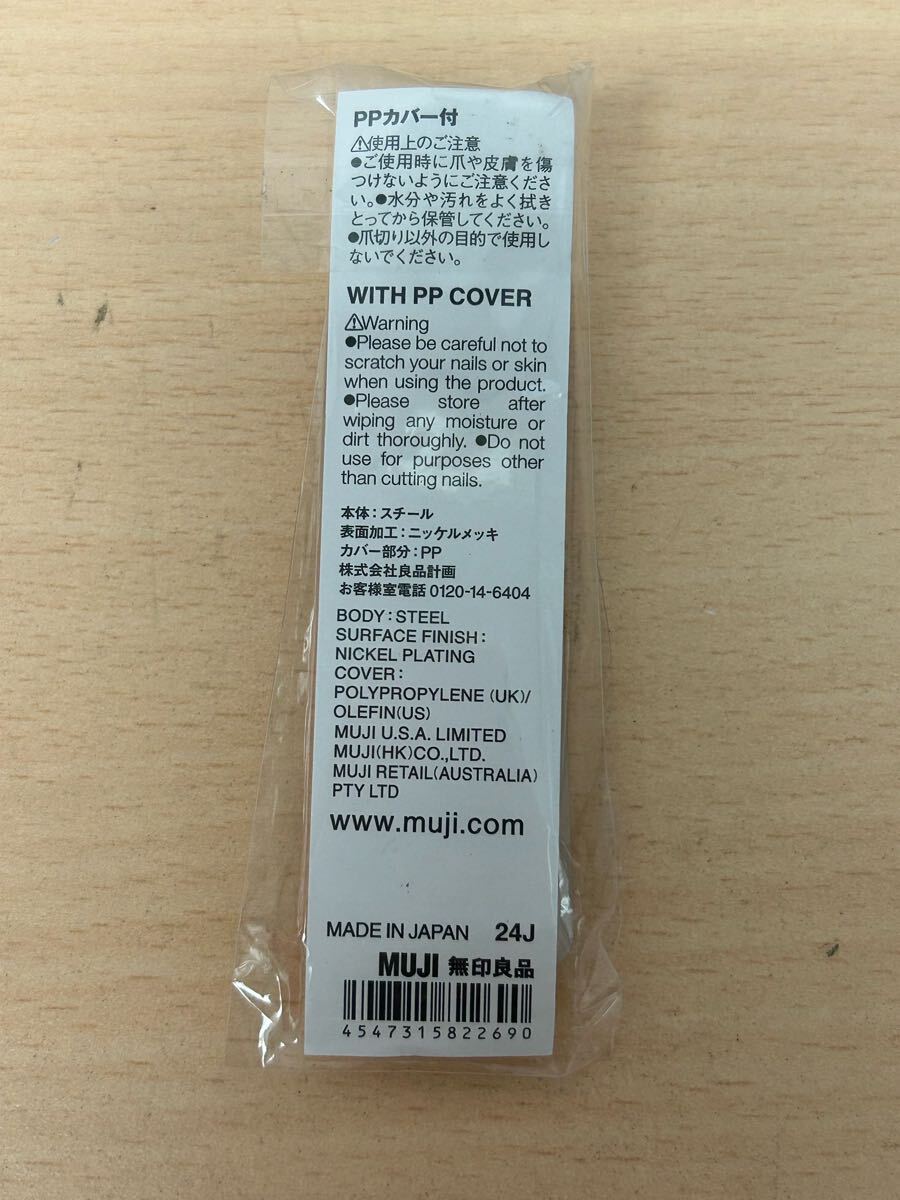 PPカバー付
⚠使用上のご注意
●ご使用時に爪や皮膚を傷
つけないようにご注意くださ
い。●水分や汚れをよく拭き
とってから保管してください。
●爪切り以外の目的で使用し
ないでください。
WITH PP COVER
⚠Warning
●Please be careful not to
scratch your nails or skin
when using the product.
●Please store after
wiping any moisture or
dirt thoroughly. ●Do not
use for purposes other
than cutting nails.
本体：スチール
表面加工：ニッケルメッキ
カバー部分：PP
株式会社良品計画
お客様室電話 0120-14-6404
BODY：STEEL
SURFACE FINISH：
NICKEL PLATING
COVER：
POLYPROPYLENE (UK)/
OLEFIN(US)
MUJI U.S.A. LIMITED
MUJI(HK)CO.,LTD.
MUJI RETAIL(AUSTRALIA)
PTY LTD
www.muji.com
MADE IN JAPAN 24J
MUJI 無印良品
4547315822690